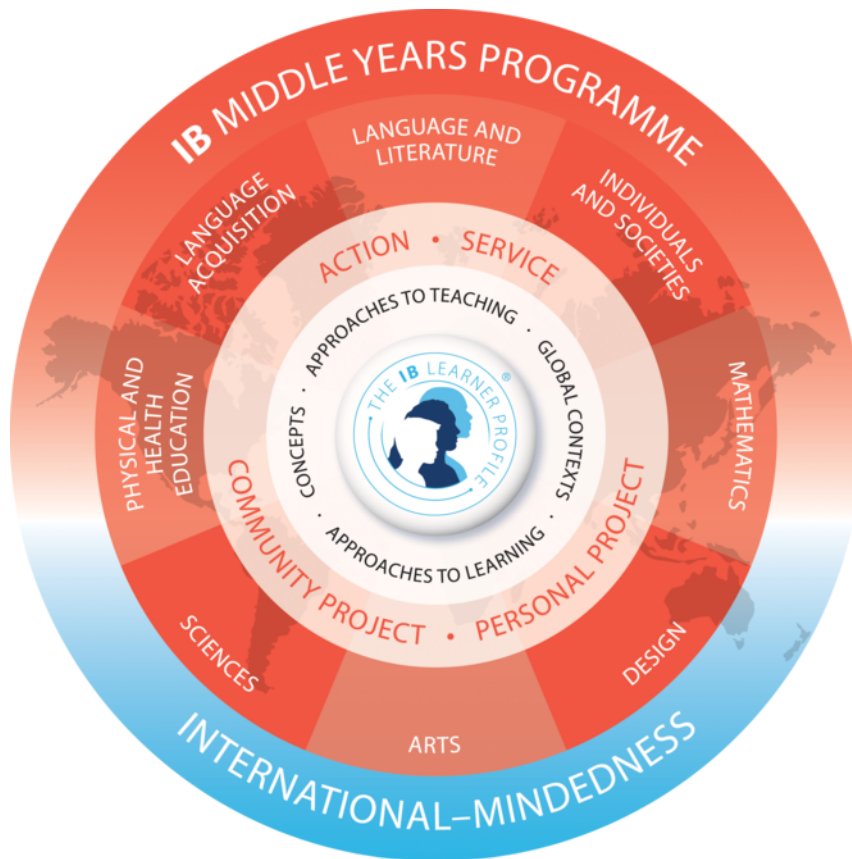 IB MIDDLE YEARS PROGRAMME
LANGUAGE AND
LITERATURE
INDIVIDUALS
AND SOCIETIES
MATHEMATICS
DESIGN
ARTS
SCIENCES
PHYSICAL AND
HEALTH
EDUCATION
LANGUAGE
ACQUISITION
ACTION • SERVICE
PERSONAL PROJECT
•
COMMUNITY PROJECT
APPROACHES TO TEACHING ·
GLOBAL CONTEXTS ·
APPROACHES TO LEARNING ·
CONCEPTS ·
• THE IB LEARNER PROFILE • ®
INTERNATIONAL–MINDEDNESS